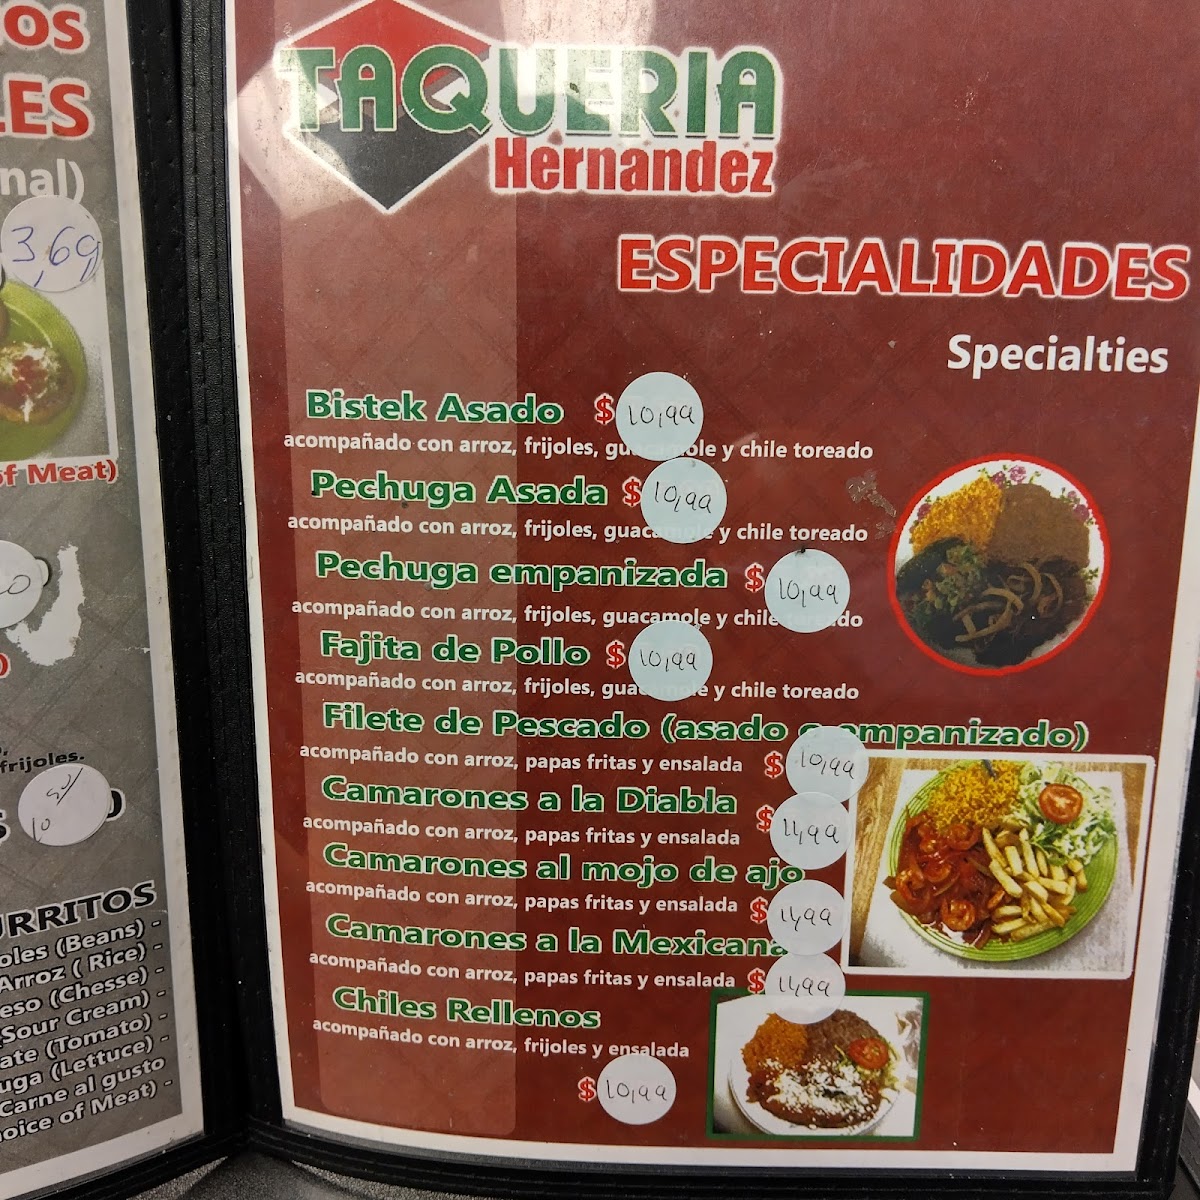 OS
LES
nal)
3,69
of Meat)
frijoles.
10 50/
URRITOS
oles (Beans) -
Arroz ( Rice) -
eso (Chesse) -
Sour Cream) -
ate (Tomato) -
uga (Lettuce) -
Carne al gusto
oice of Meat) -
TAQUERIA
Hernandez
ESPECIALIDADES
Specialties
Bistek Asado $ 10,99
acompañado con arroz, frijoles, guacamole y chile toreado
Pechuga Asada $ 10,99
acompañado con arroz, frijoles, guacamole y chile toreado
Pechuga empanizada $ 10,99
acompañado con arroz, frijoles, guacamole y chile toreado
Fajita de Pollo $ 10,99
acompañado con arroz, frijoles, guacamole y chile toreado
Filete de Pescado (asado o empanizado)
acompañado con arroz, papas fritas y ensalada $ 10,99
Camarones a la Diabla
acompañado con arroz, papas fritas y ensalada $ 11,99
Camarones al mojo de ajo
acompañado con arroz, papas fritas y ensalada $ 11,99
Camarones a la Mexicana
acompañado con arroz, papas fritas y ensalada $ 11,99
Chiles Rellenos
acompañado con arroz, frijoles y ensalada
$ 10,99